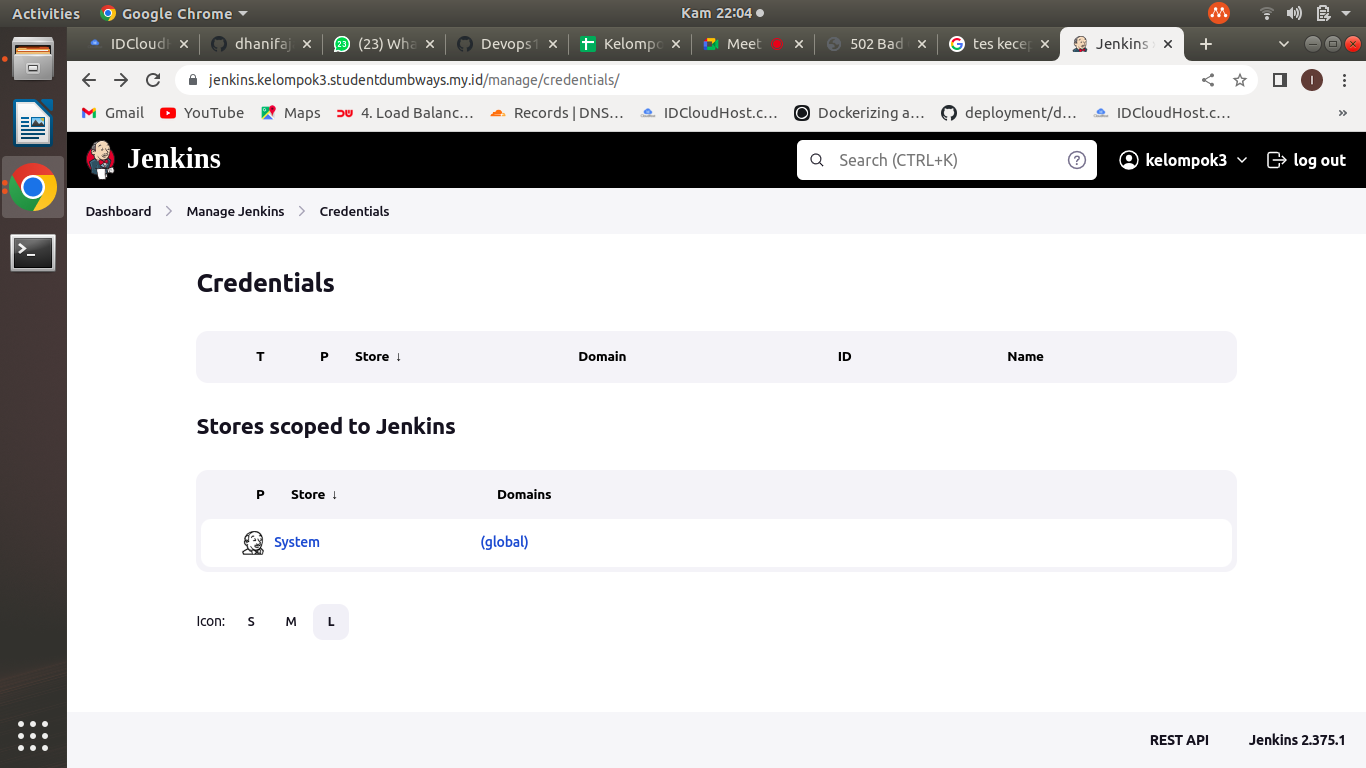 Activities Google Chrome Kam 22:04
IDCloudH dhanifaj (23) Wha Devops1 Kelompo Meet 502 Bad tes kecep Jenkins
jenkins.kelompok3.studentdumbways.my.id/manage/credentials/ I
Gmail YouTube Maps 4. Load Balanc... Records | DNS... IDCloudHost.c... Dockerizing a... deployment/d... IDCloudHost.c... »
Jenkins Search (CTRL+K) ? kelompok3 log out
Dashboard Manage Jenkins Credentials
Credentials
T P Store ↓ Domain ID Name
Stores scoped to Jenkins
P Store ↓ Domains
System (global)
Icon: S M L
REST API Jenkins 2.375.1